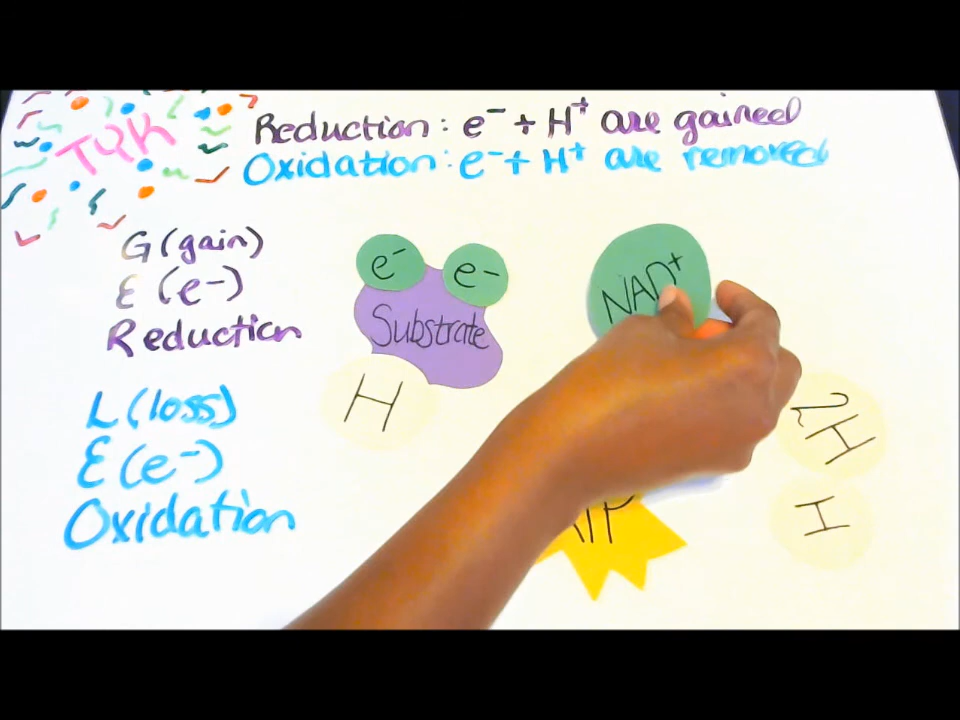 TYK
Reduction: e⁻ + H⁺ are gained
Oxidation: e⁻ + H⁺ are removed
G (gain)
E (e⁻)
Reduction
L (loss)
E (e⁻)
Oxidation
e⁻
e⁻
Substrate
H
NAD⁺
2H
H